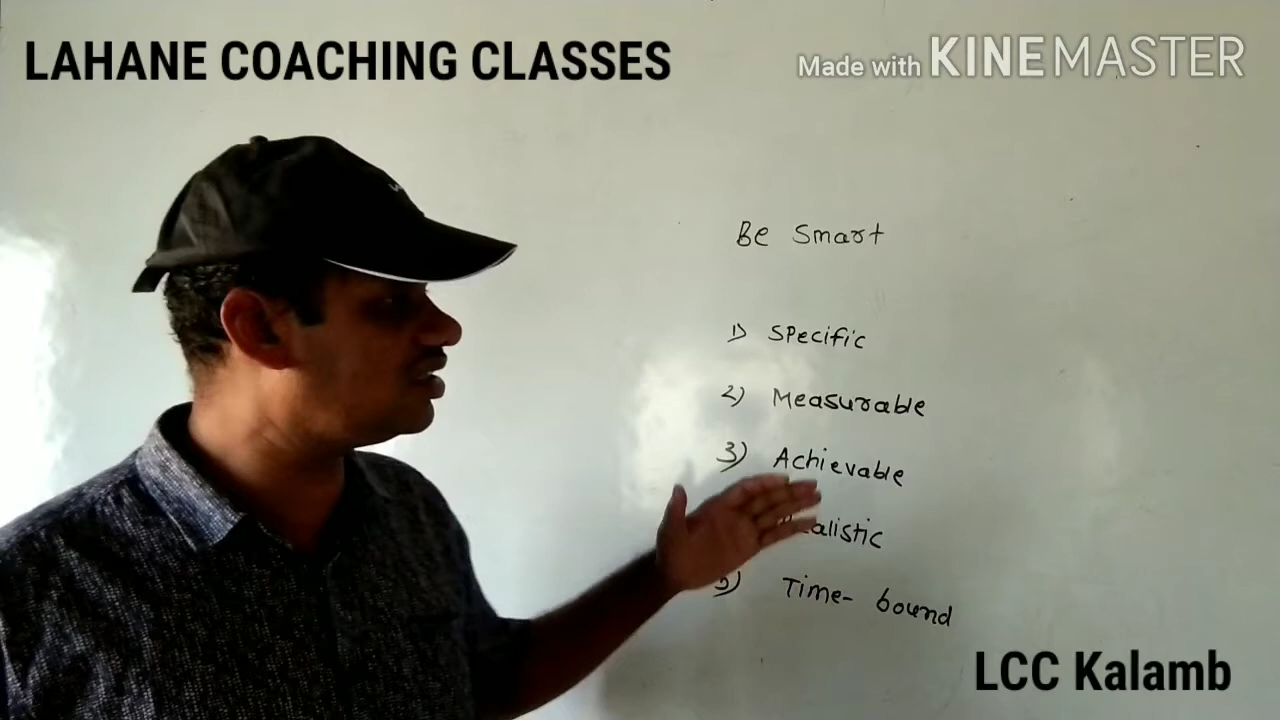 LAHANE COACHING CLASSES
Made with KINEMASTER
Be Smart
1) Specific
2) Measurable
3) Achievable
alistic
5) Time- bound
LCC Kalamb